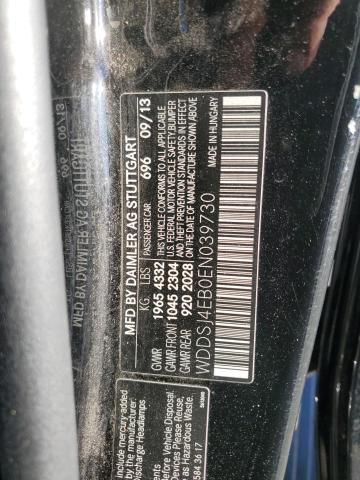 MFD BY DAIMLER AG STUTTGART
PASSENGER CAR 696 09/13
KG LBS
GVWR 1965 4332
GAWR FRONT 1045 2304
GAWR REAR 920 2028
THIS VEHICLE CONFORMS TO ALL APPLICABLE
U.S. FEDERAL MOTOR VEHICLE SAFETY, BUMPER
AND THEFT PREVENTION STANDARDS IN EFFECT
ON THE DATE OF MANUFACTURE SHOWN ABOVE.
MADE IN HUNGARY
WDDSJ4EB0EN039730
include mercury-added
by the manufacturer:
Discharge Headlamps.
Before Vehicle Disposal
Devices Please Reuse,
as Hazardous Waste.
584 36 17